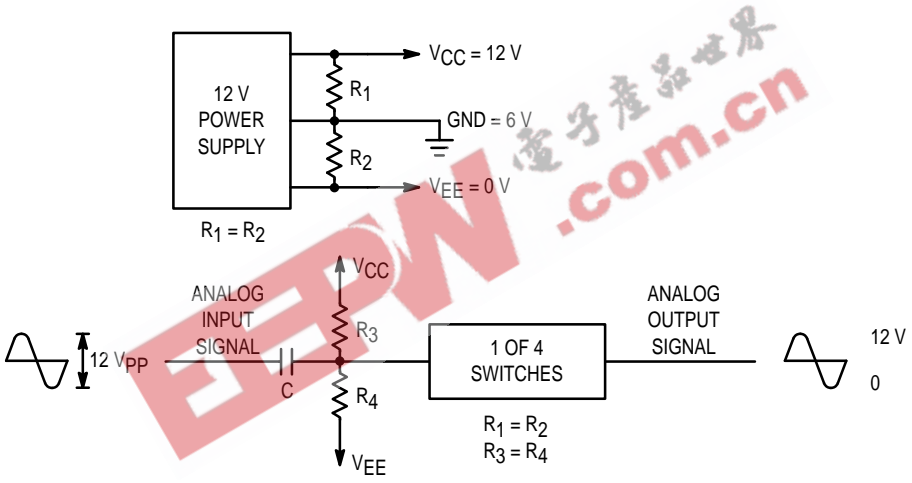 12 V
POWER
SUPPLY
VCC = 12 V
R1
GND = 6 V
R2
VEE = 0 V
R1 = R2
電子產品世界
.com.cn
EEPW
VCC
ANALOG
INPUT
SIGNAL
R3
12 VPP
C
R4
VEE
1 OF 4
SWITCHES
R1 = R2
R3 = R4
ANALOG
OUTPUT
SIGNAL
12 V
0